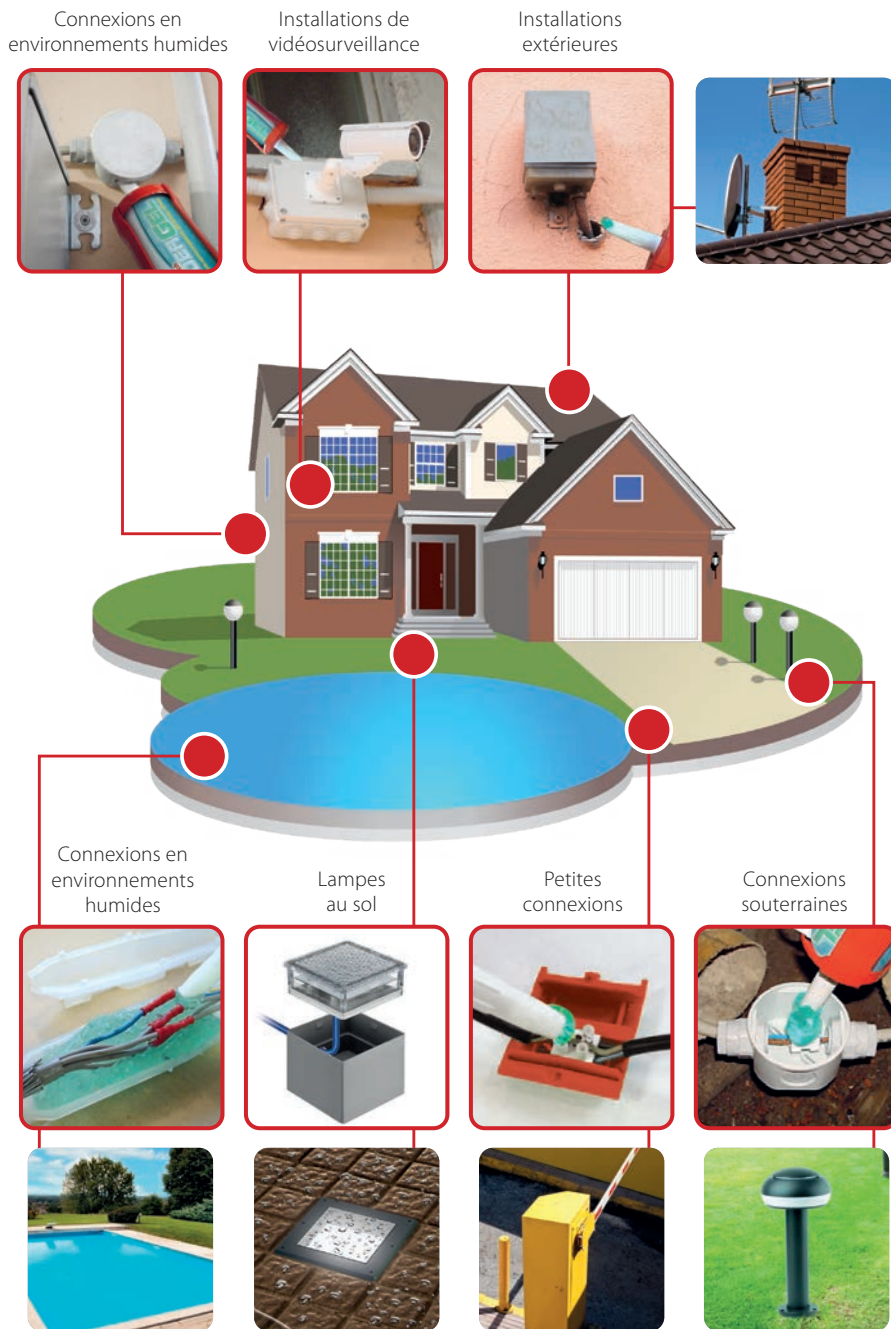 Connexions en
environnements humides
Installations de
vidéosurveillance
Installations
extérieures
Connexions en
environnements
humides
Lampes
au sol
Petites
connexions
Connexions
souterraines